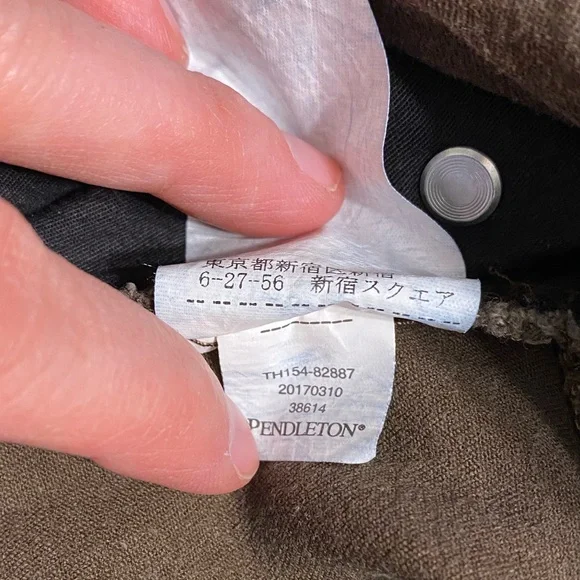 東京都新宿区新宿
6--27--56 新宿スクエア
TH154-82887
20170310
38614
PENDLETON®